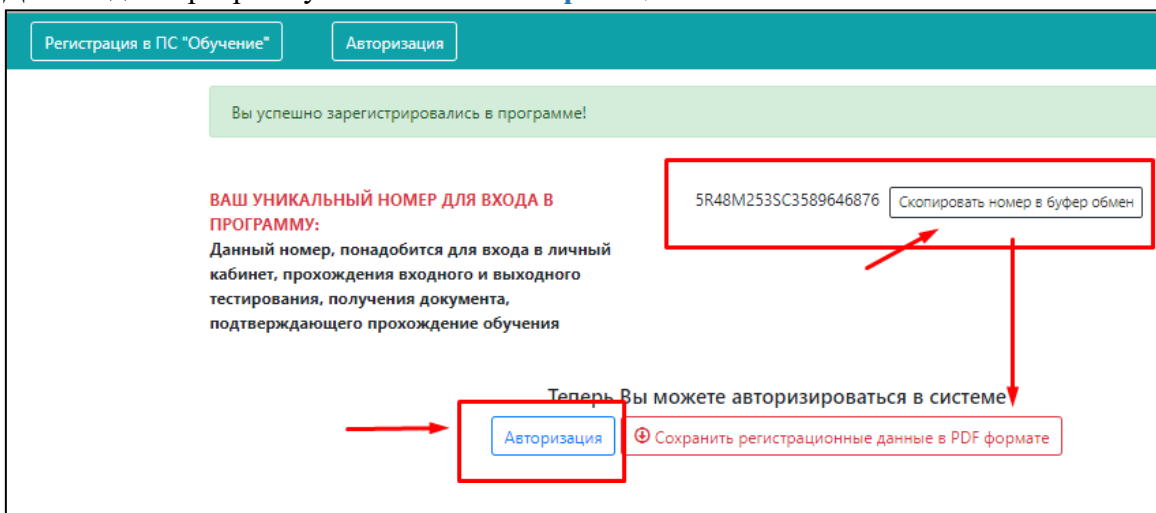 Регистрация в ПС "Обучение" Авторизация
Вы успешно зарегистрировались в программе!
ВАШ УНИКАЛЬНЫЙ НОМЕР ДЛЯ ВХОДА В
ПРОГРАММУ:
Данный номер, понадобится для входа в личный
кабинет, прохождения входного и выходного
тестирования, получения документа,
подтверждающего прохождение обучения
5R48M253SC3589646876 Скопировать номер в буфер обмен
Теперь Вы можете авторизироваться в системе
Авторизация Сохранить регистрационные данные в PDF формате